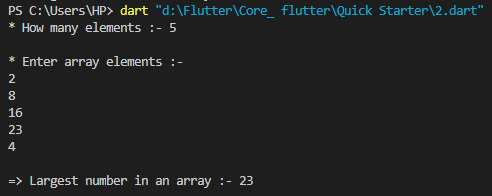 PS C:\Users\HP> dart "d:\Flutter\Core_ flutter\Quick Starter\2.dart"
* How many elements :- 5
* Enter array elements :-
2
8
16
23
4
=> Largest number in an array :- 23